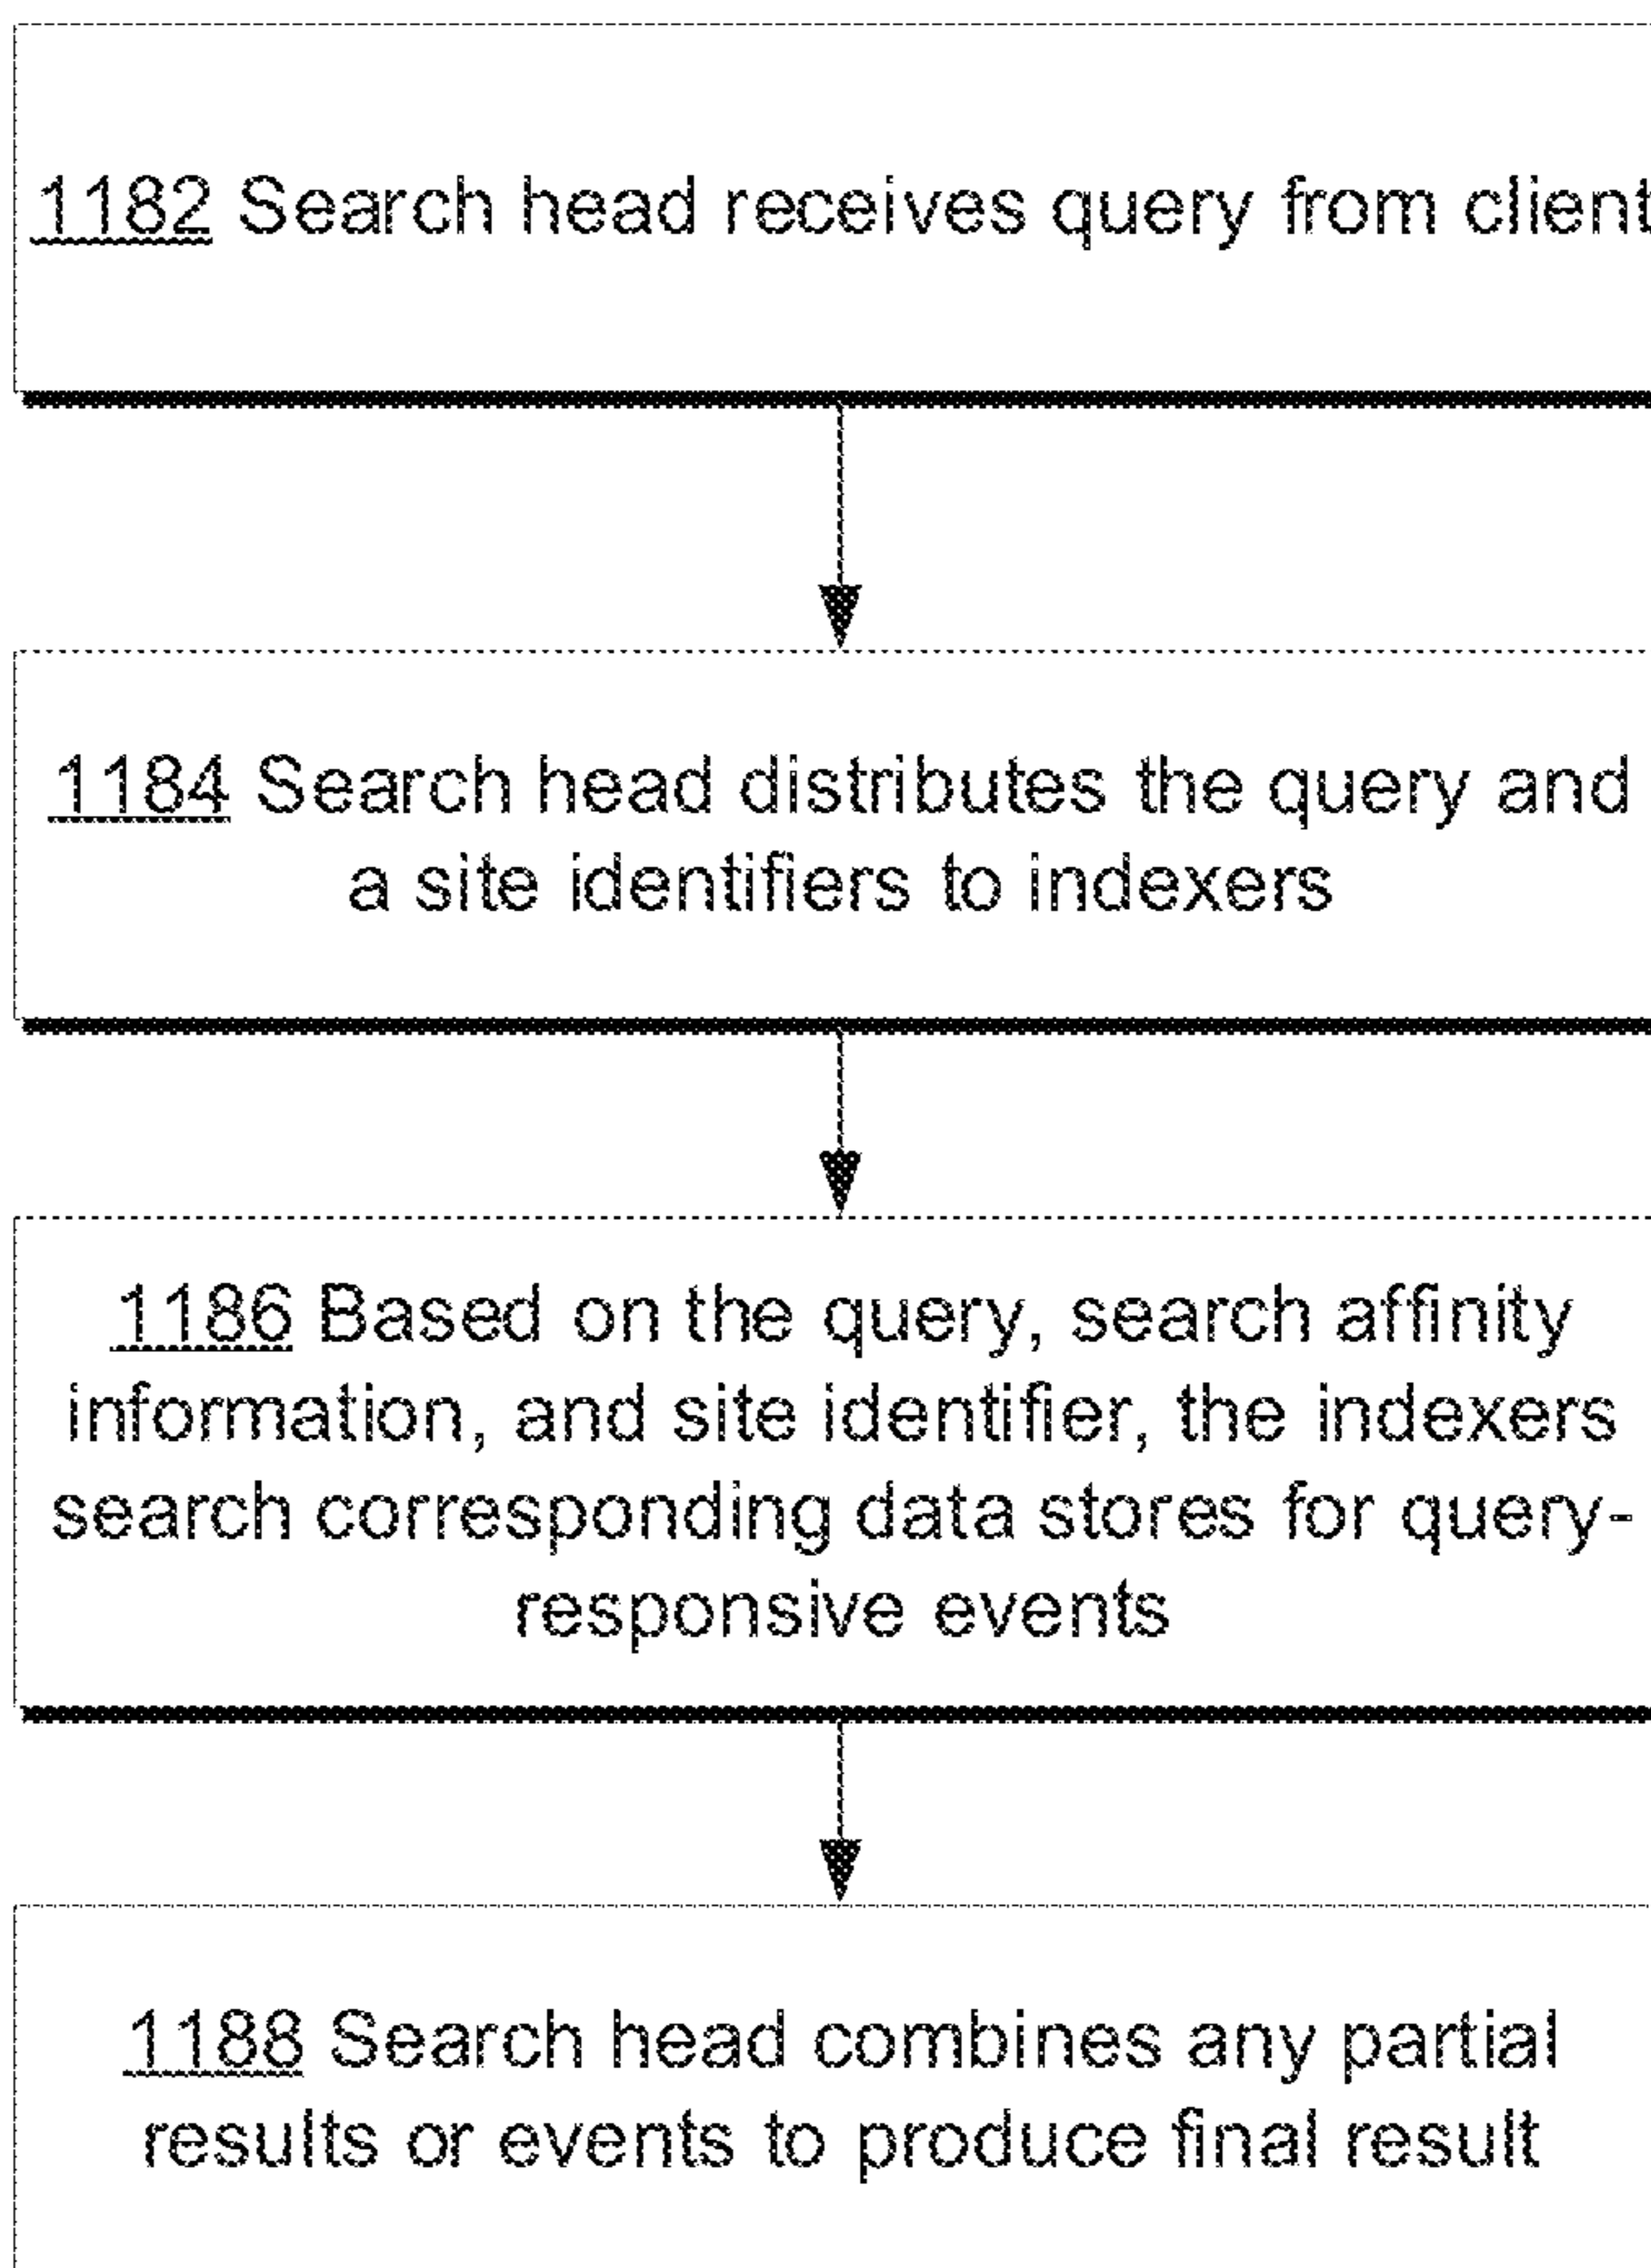 1182 Search head receives query from client
1184 Search head distributes the query and
a site identifiers to indexers
1186 Based on the query, search affinity
information, and site identifier, the indexers
search corresponding data stores for query-
responsive events
1188 Search head combines any partial
results or events to produce final result